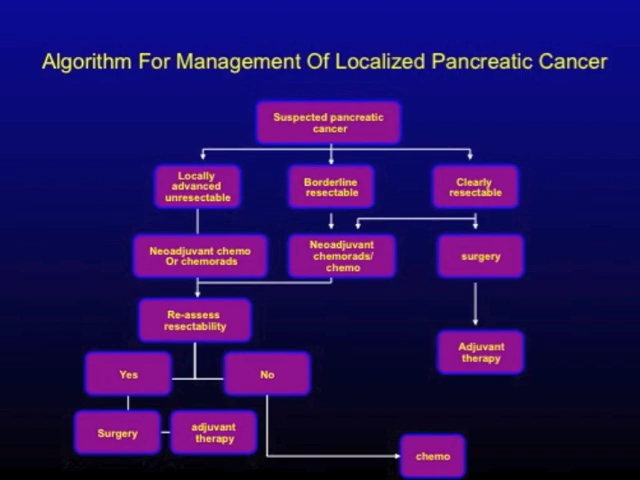 Algorithm For Management Of Localized Pancreatic Cancer
Suspected pancreatic
cancer
Locally
advanced
unresectable
Borderline
resectable
Clearly
resectable
Neoadjuvant chemo
Or chemorads
Neoadjuvant
chemorads/
chemo
surgery
Re-assess
resectability
Adjuvant
therapy
Yes
No
Surgery
adjuvant
therapy
chemo